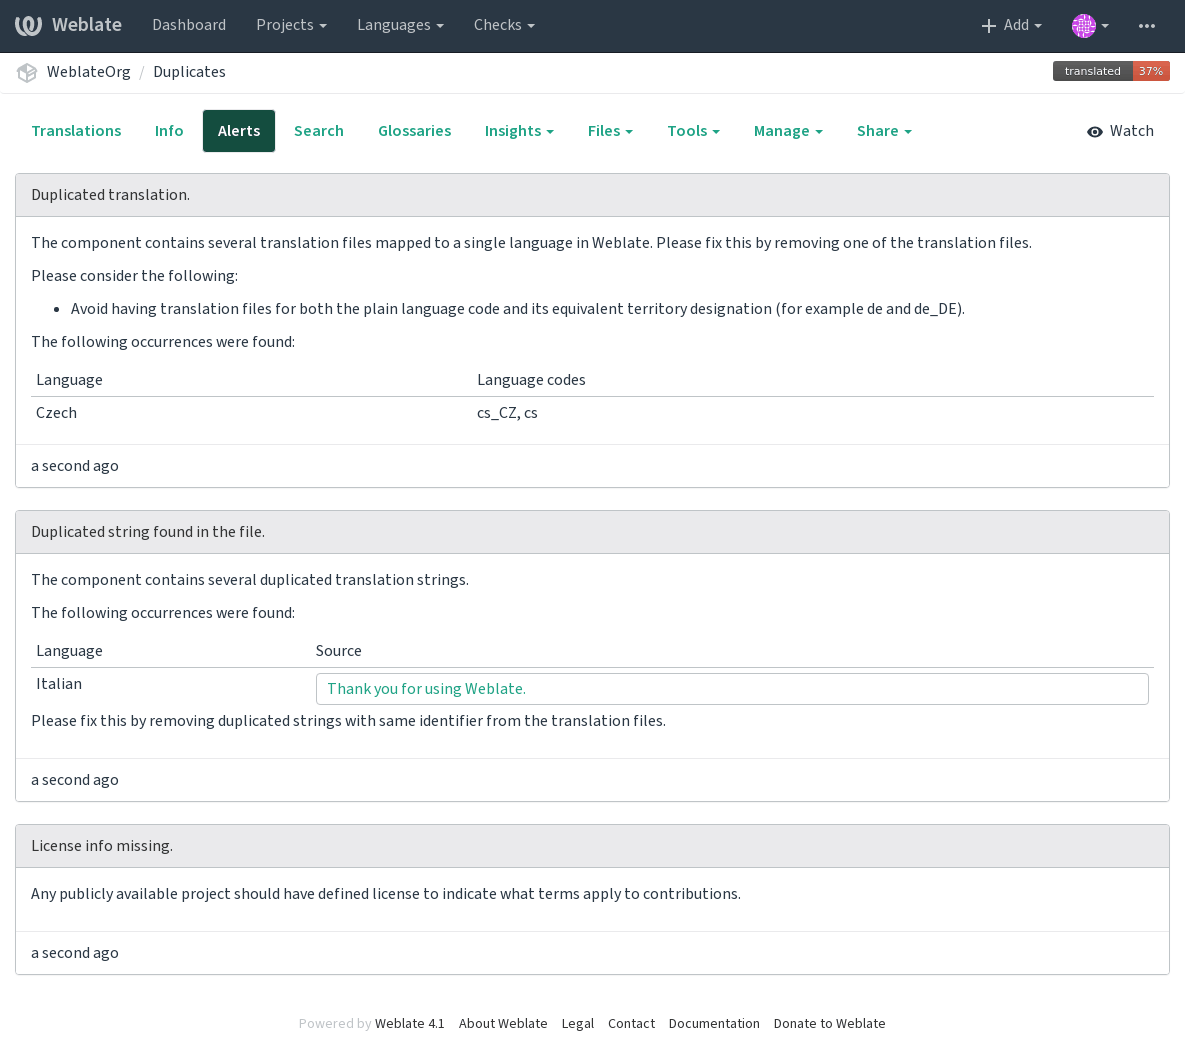 Weblate Dashboard Projects Languages Checks Add
WeblateOrg / Duplicates translated 37%
Translations Info Alerts Search Glossaries Insights Files Tools Manage Share Watch
Duplicated translation.
The component contains several translation files mapped to a single language in Weblate. Please fix this by removing one of the translation files.
Please consider the following:
• Avoid having translation files for both the plain language code and its equivalent territory designation (for example de and de_DE).
The following occurrences were found:
Language Language codes
Czech cs_CZ, cs
a second ago
Duplicated string found in the file.
The component contains several duplicated translation strings.
The following occurrences were found:
Language Source
Italian Thank you for using Weblate.
Please fix this by removing duplicated strings with same identifier from the translation files.
a second ago
License info missing.
Any publicly available project should have defined license to indicate what terms apply to contributions.
a second ago
Powered by Weblate 4.1 About Weblate Legal Contact Documentation Donate to Weblate